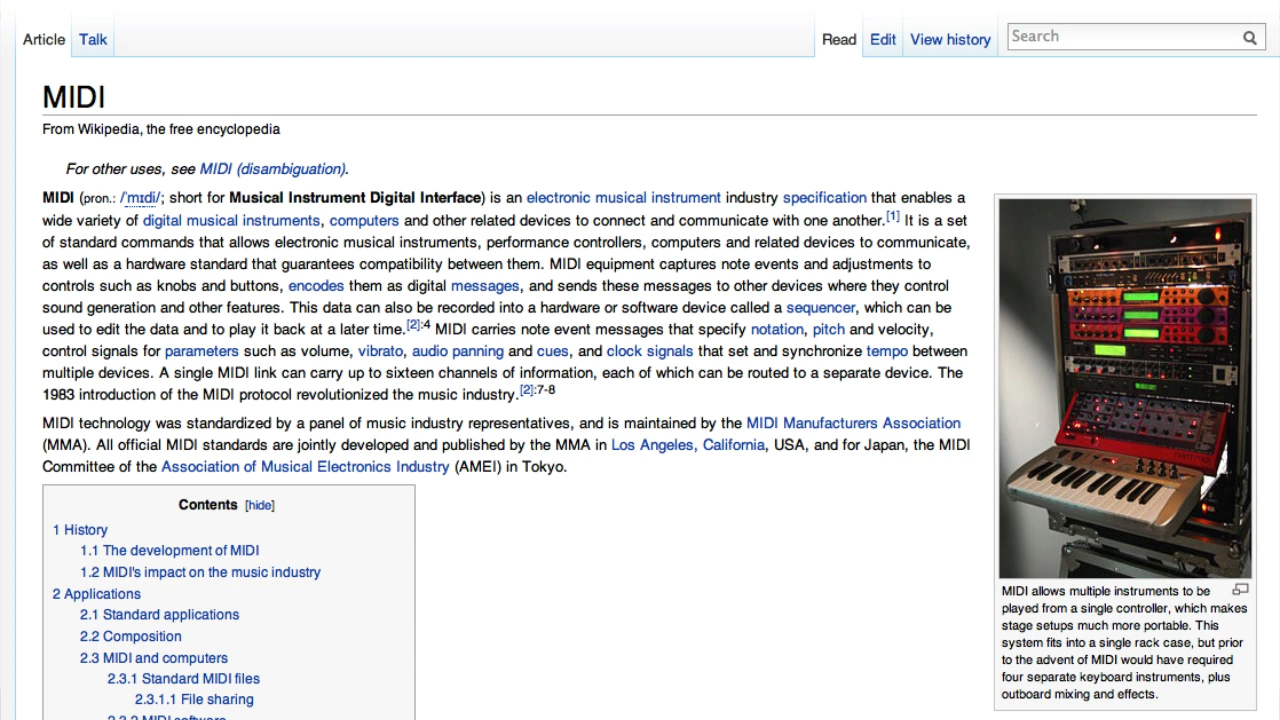 Article Talk Read Edit View history Search
MIDI
From Wikipedia, the free encyclopedia
For other uses, see MIDI (disambiguation).
MIDI (pron.: /ˈmɪdi/; short for Musical Instrument Digital Interface) is an electronic musical instrument industry specification that enables a
wide variety of digital musical instruments, computers and other related devices to connect and communicate with one another.[1] It is a set
of standard commands that allows electronic musical instruments, performance controllers, computers and related devices to communicate,
as well as a hardware standard that guarantees compatibility between them. MIDI equipment captures note events and adjustments to
controls such as knobs and buttons, encodes them as digital messages, and sends these messages to other devices where they control
sound generation and other features. This data can also be recorded into a hardware or software device called a sequencer, which can be
used to edit the data and to play it back at a later time.[2]:4 MIDI carries note event messages that specify notation, pitch and velocity,
control signals for parameters such as volume, vibrato, audio panning and cues, and clock signals that set and synchronize tempo between
multiple devices. A single MIDI link can carry up to sixteen channels of information, each of which can be routed to a separate device. The
1983 introduction of the MIDI protocol revolutionized the music industry.[2]:7-8
MIDI technology was standardized by a panel of music industry representatives, and is maintained by the MIDI Manufacturers Association
(MMA). All official MIDI standards are jointly developed and published by the MMA in Los Angeles, California, USA, and for Japan, the MIDI
Committee of the Association of Musical Electronics Industry (AMEI) in Tokyo.
Contents [hide]
1 History
1.1 The development of MIDI
1.2 MIDI's impact on the music industry
2 Applications
2.1 Standard applications
2.2 Composition
2.3 MIDI and computers
2.3.1 Standard MIDI files
2.3.1.1 File sharing
2.3.2 MIDI software
MIDI allows multiple instruments to be
played from a single controller, which makes
stage setups much more portable. This
system fits into a single rack case, but prior
to the advent of MIDI would have required
four separate keyboard instruments, plus
outboard mixing and effects.